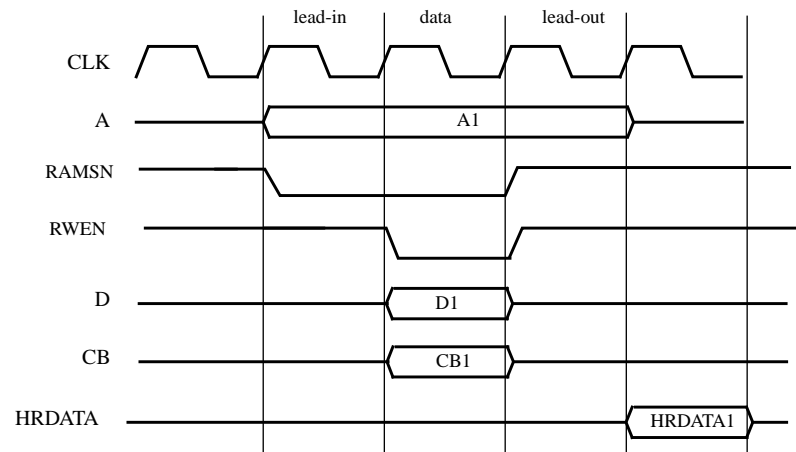 lead-in data lead-out
CLK
A A1
RAMSN
RWEN
D D1
CB CB1
HRDATA HRDATA1